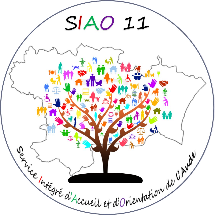 SIAO 11
Service Intégré d'Accueil et d'Orientation de l'Aude